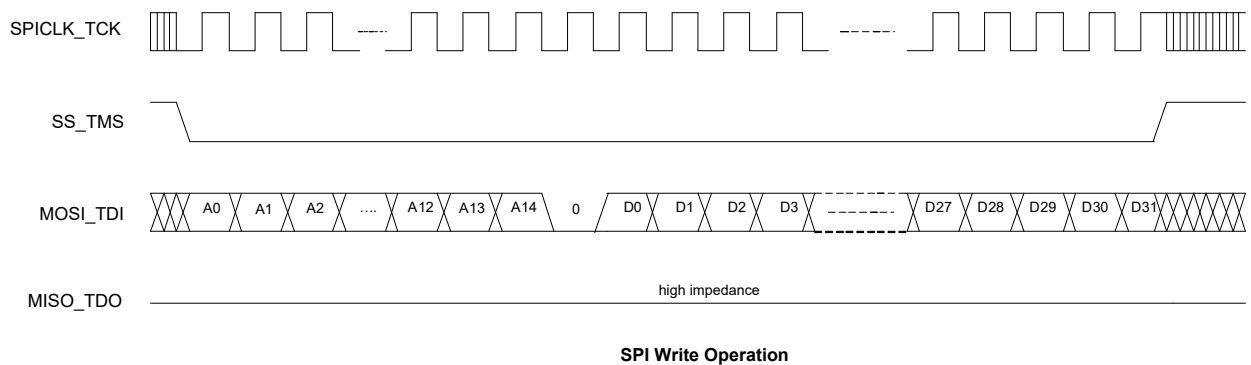 SPICLK_TCK
SS_TMS
MOSI_TDI A0 A1 A2 .... A12 A13 A14 0 D0 D1 D2 D3 D27 D28 D29 D30 D31
MISO_TDO high impedance
SPI Write Operation